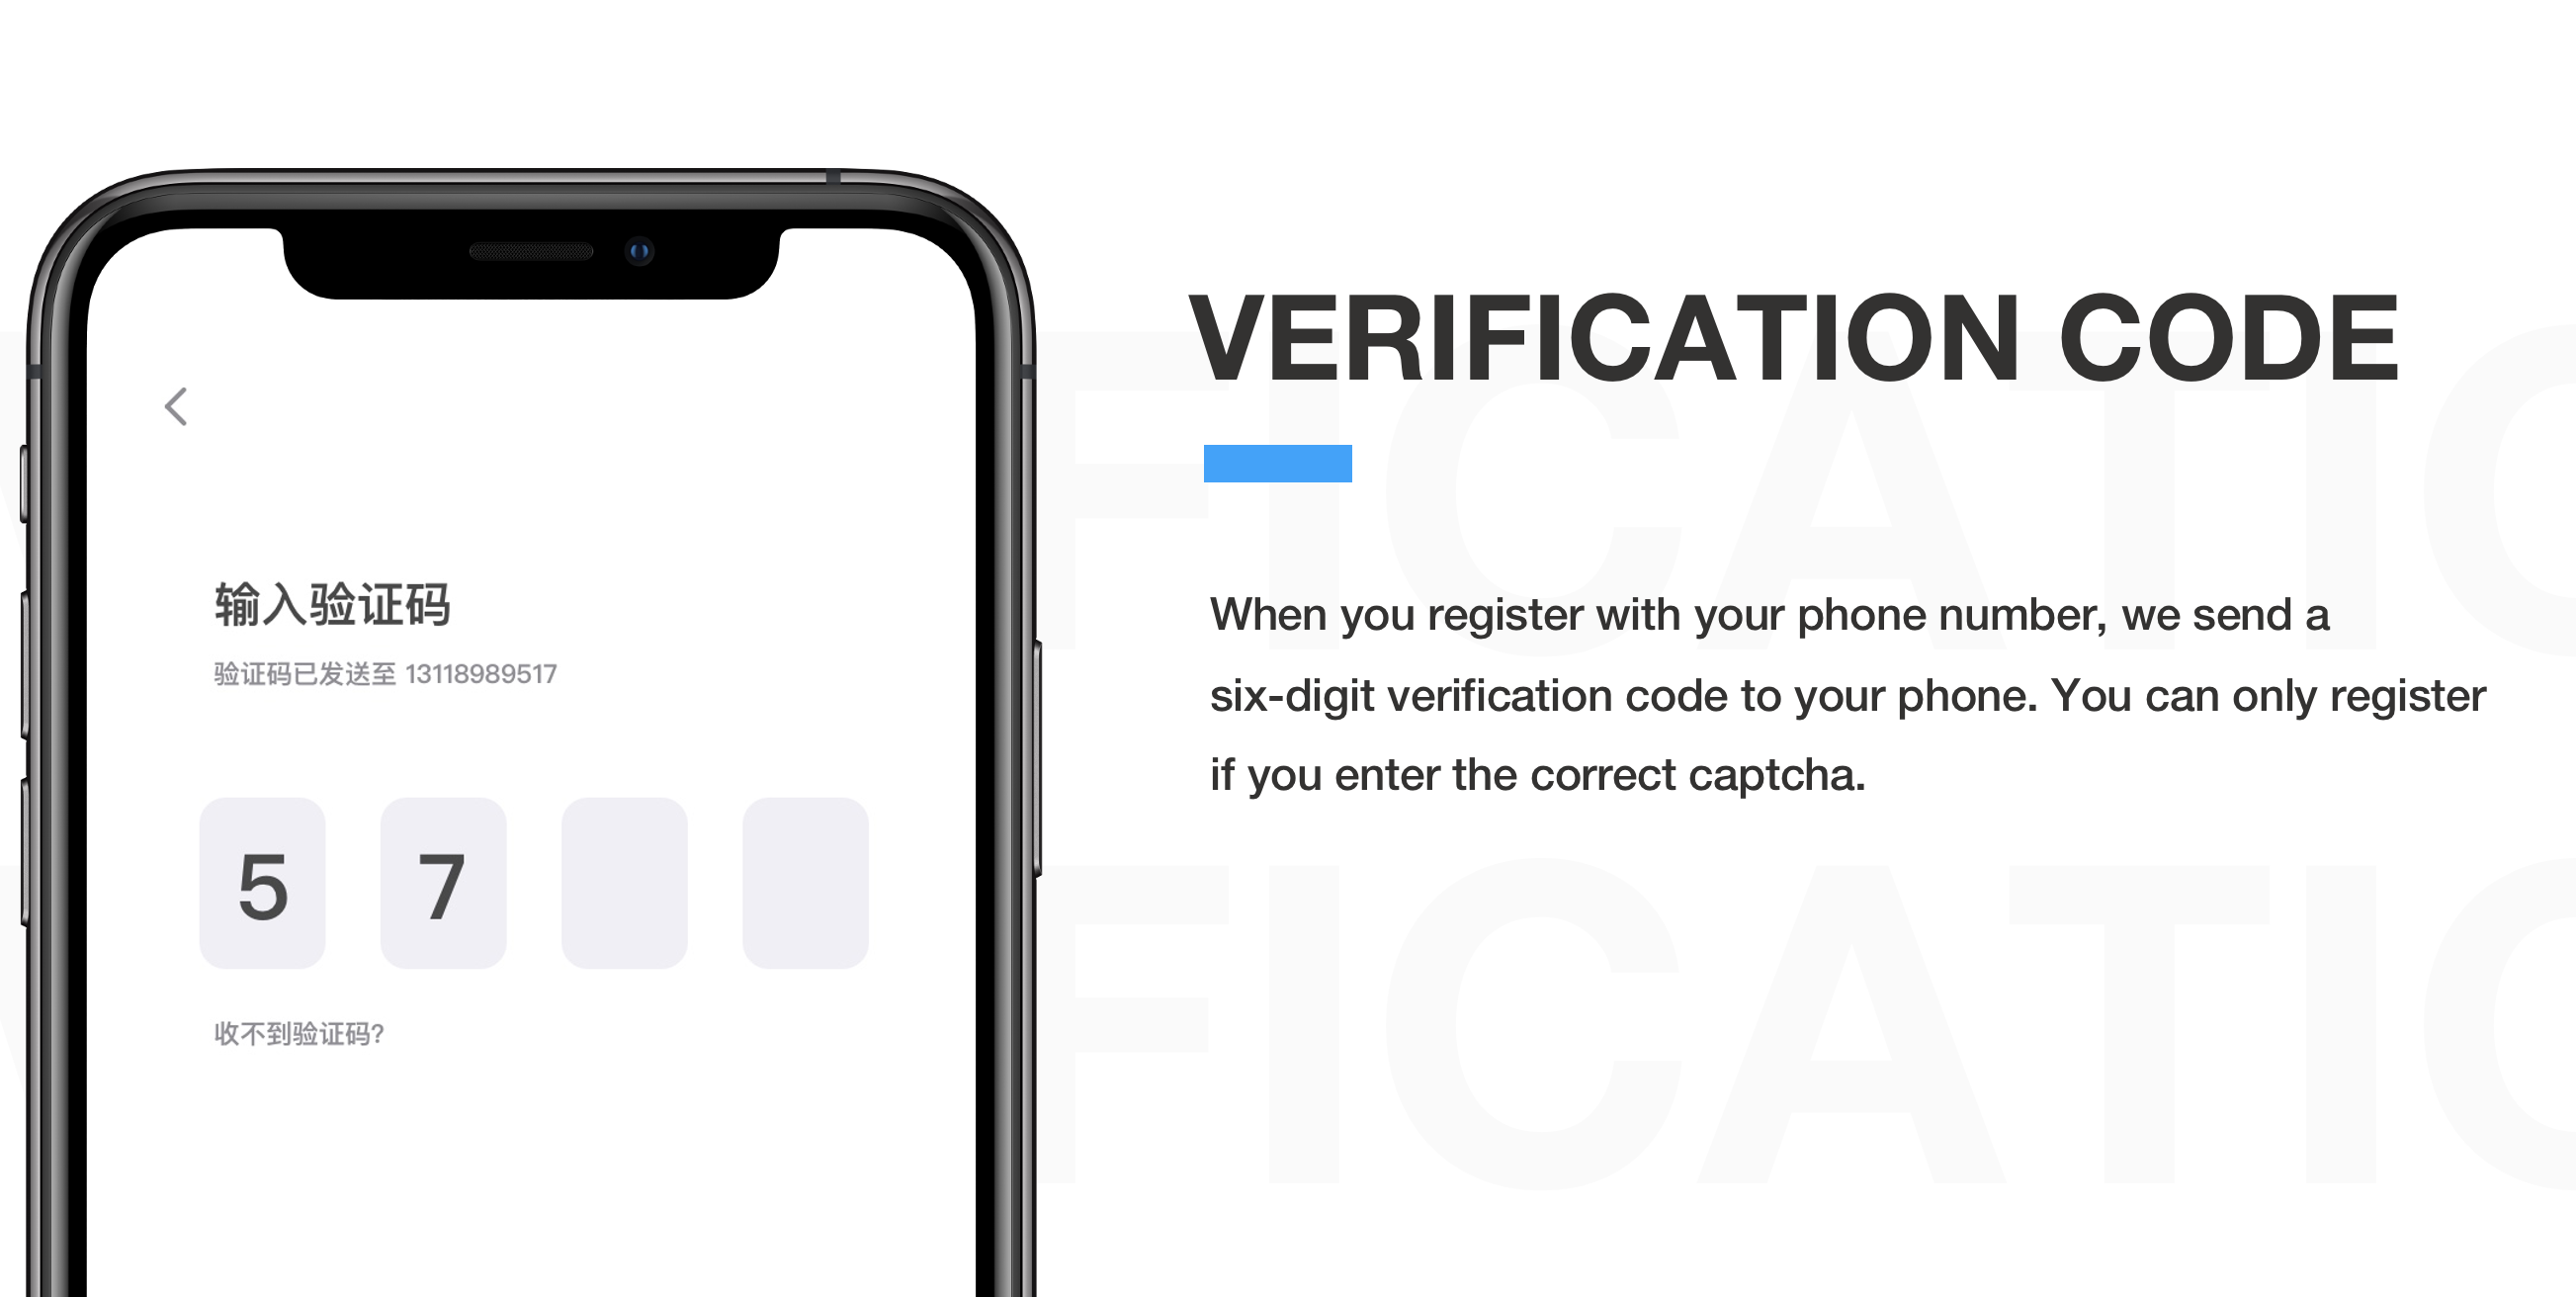 输入验证码
验证码已发送至 13118989517
5 7
收不到验证码?
VERIFICATION CODE
When you register with your phone number, we send a
six-digit verification code to your phone. You can only register
if you enter the correct captcha.
FICATIO
FICATIO